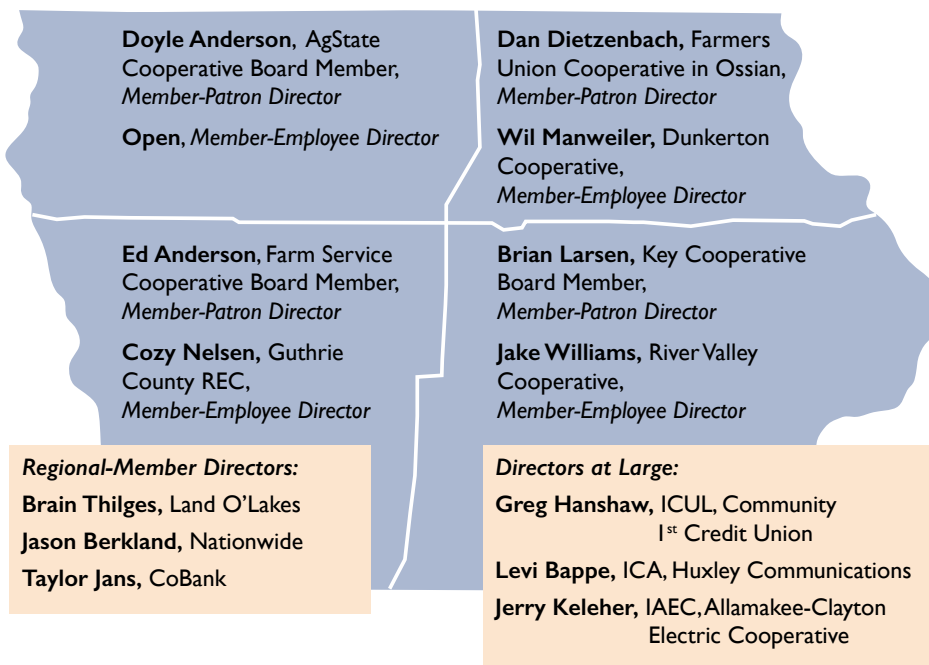 Doyle Anderson, AgState
Cooperative Board Member,
Member-Patron Director
Open, Member-Employee Director
Dan Dietzenbach, Farmers
Union Cooperative in Ossian,
Member-Patron Director
Wil Manweiler, Dunkerton
Cooperative,
Member-Employee Director
Ed Anderson, Farm Service
Cooperative Board Member,
Member-Patron Director
Cozy Nelsen, Guthrie
County REC,
Member-Employee Director
Brian Larsen, Key Cooperative
Board Member,
Member-Patron Director
Jake Williams, River Valley
Cooperative,
Member-Employee Director
Regional-Member Directors:
Brain Thilges, Land O’Lakes
Jason Berkland, Nationwide
Taylor Jans, CoBank
Directors at Large:
Greg Hanshaw, ICUL, Community
1st Credit Union
Levi Bappe, ICA, Huxley Communications
Jerry Keleher, IAEC, Allamakee-Clayton
Electric Cooperative